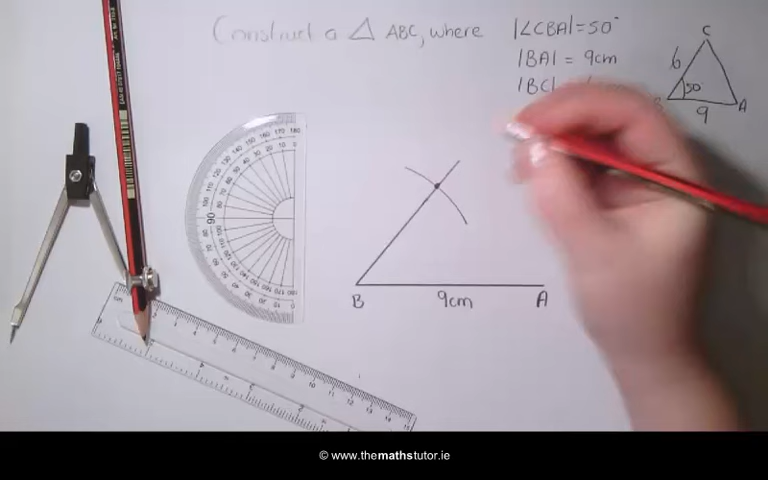 Construct a △ ABC, where |∠CBA|=50°
|BA| = 9cm
|BC|
C
6
50°
A
9
B
9cm
A
© www.themathstutor.ie